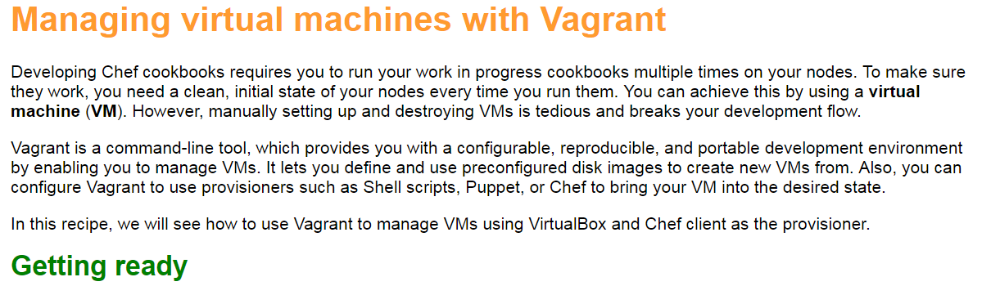 Managing virtual machines with Vagrant
Developing Chef cookbooks requires you to run your work in progress cookbooks multiple times on your nodes. To make sure
they work, you need a clean, initial state of your nodes every time you run them. You can achieve this by using a virtual
machine (VM). However, manually setting up and destroying VMs is tedious and breaks your development flow.
Vagrant is a command-line tool, which provides you with a configurable, reproducible, and portable development environment
by enabling you to manage VMs. It lets you define and use preconfigured disk images to create new VMs from. Also, you can
configure Vagrant to use provisioners such as Shell scripts, Puppet, or Chef to bring your VM into the desired state.
In this recipe, we will see how to use Vagrant to manage VMs using VirtualBox and Chef client as the provisioner.
Getting ready